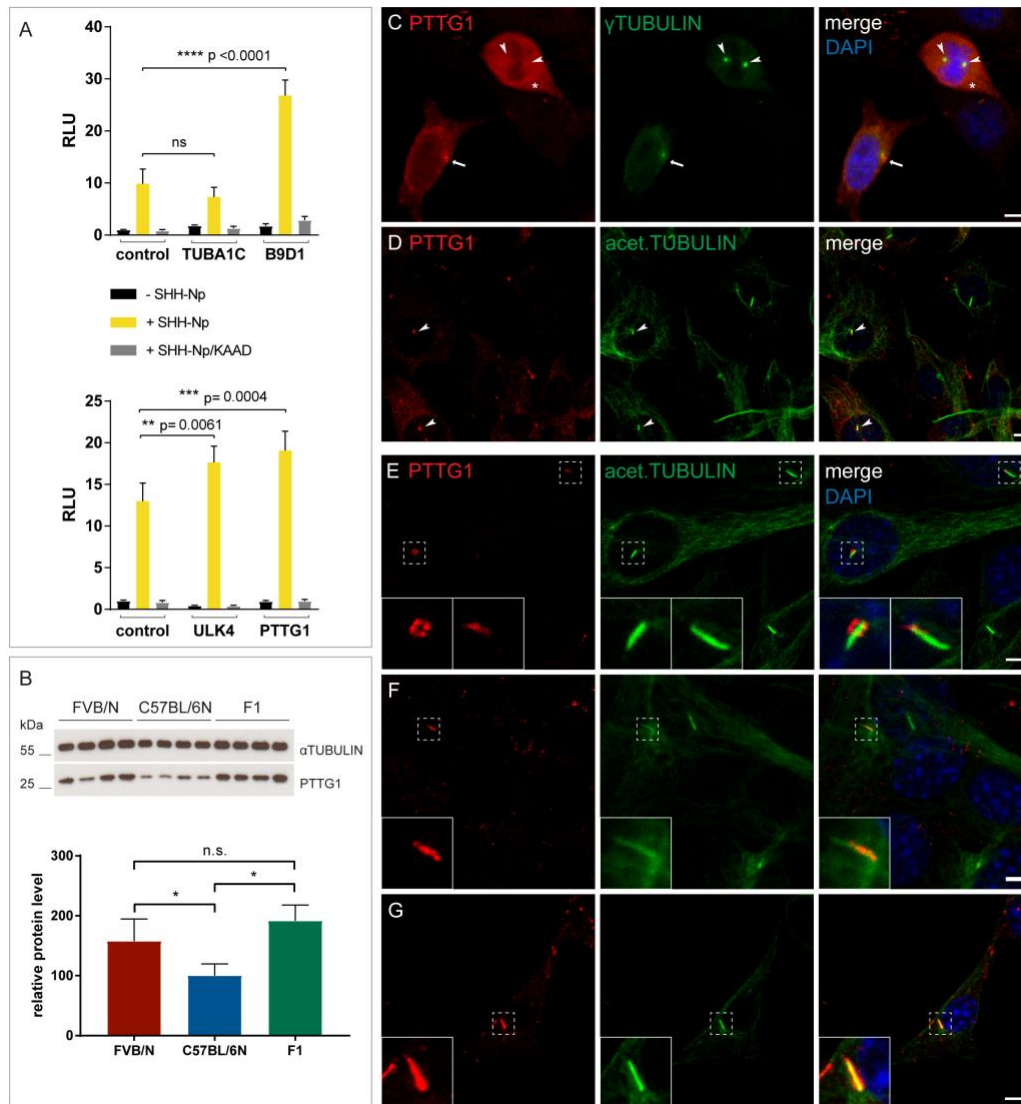 A
**** p <0.0001
ns
RLU
40
30
20
10
0
control TUBA1C B9D1
- SHH-Np
+ SHH-Np
+ SHH-Np/KAAD
*** p= 0.0004
** p= 0.0061
RLU
25
20
15
10
5
0
control ULK4 PTTG1
B
FVB/N C57BL/6N F1
kDa
55 αTUBULIN
25 PTTG1
n.s.
* *
relative protein level
300
200
100
0
FVB/N C57BL/6N F1
C PTTG1 γTUBULIN merge
DAPI
* *
D PTTG1 acet.TUBULIN merge
E PTTG1 acet.TUBULIN merge
DAPI
F
G